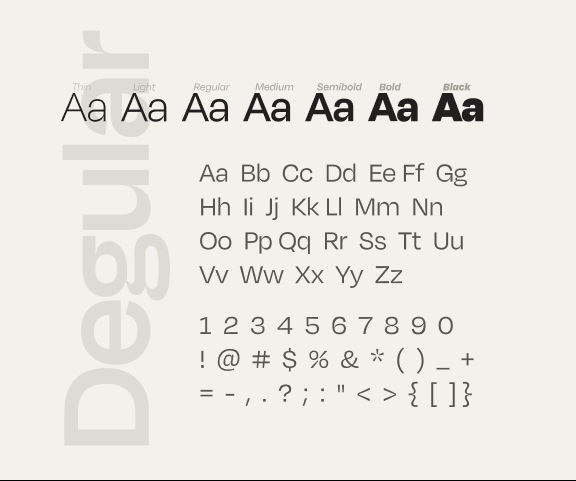 Degular
Thin Light Regular Medium Semibold Bold Black
Aa Aa Aa Aa Aa Aa Aa
Aa Bb Cc Dd Ee Ff Gg
Hh Ii Jj Kk Ll Mm Nn
Oo Pp Qq Rr Ss Tt Uu
Vv Ww Xx Yy Zz
1 2 3 4 5 6 7 8 9 0
! @ # $ % & * ( ) _ +
= - , . ? ; : " < > { [ ] }